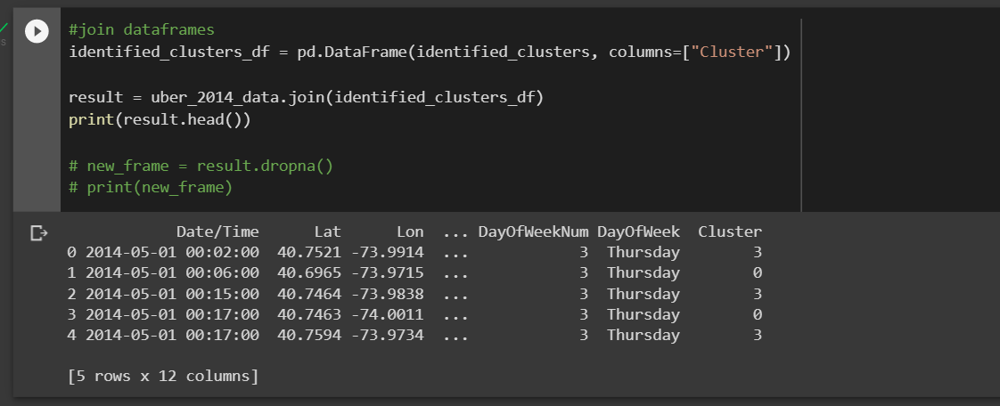 #join dataframes
identified_clusters_df = pd.DataFrame(identified_clusters, columns=["Cluster"])
result = uber_2014_data.join(identified_clusters_df)
print(result.head())
# new_frame = result.dropna()
# print(new_frame)
Date/Time Lat Lon ... DayOfWeekNum DayOfWeek Cluster
0 2014-05-01 00:02:00 40.7521 -73.9914 ... 3 Thursday 3
1 2014-05-01 00:06:00 40.6965 -73.9715 ... 3 Thursday 0
2 2014-05-01 00:15:00 40.7464 -73.9838 ... 3 Thursday 3
3 2014-05-01 00:17:00 40.7463 -74.0011 ... 3 Thursday 0
4 2014-05-01 00:17:00 40.7594 -73.9734 ... 3 Thursday 3
[5 rows x 12 columns]